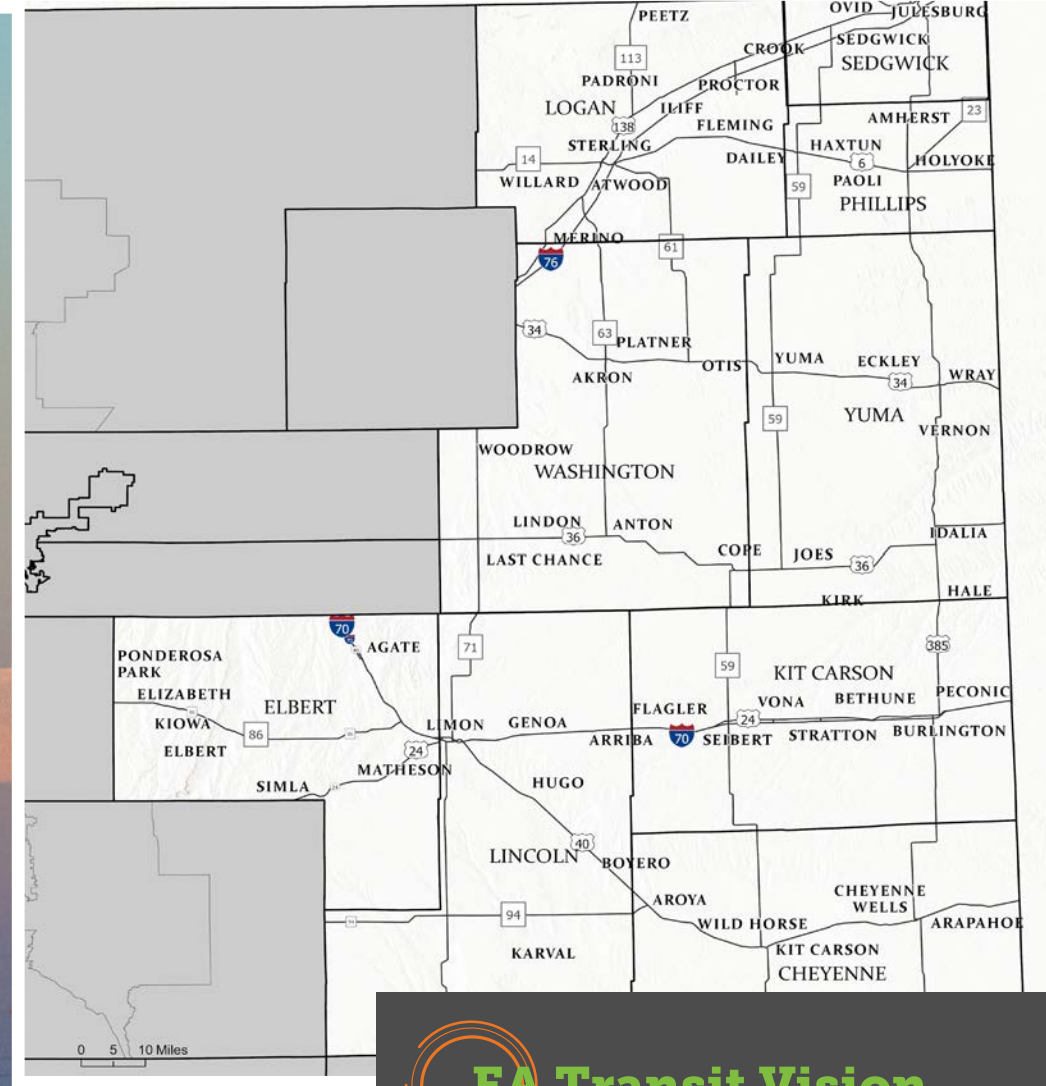 OVID
JULESBURG
PEETZ
SEDGWICK
CROOK
SEDGWICK
113
PADRONI
PROCTOR
LOGAN
ILIFF
AMHERST
23
138
FLEMING
STERLING
HAXTUN
14
DAILEY
6
HOLYOKE
WILLARD
ATWOOD
59
PAOLI
PHILLIPS
MERINO
61
76
34
63
PLATNER
OTIS
YUMA
ECKLEY
WRAY
AKRON
34
59
YUMA
VERNON
WOODROW
WASHINGTON
LINDON
ANTON
36
IDALIA
LAST CHANCE
COPE
JOES
36
KIRK
HALE
70
AGATE
71
385
PONDEROSA
PARK
59
KIT CARSON
ELIZABETH
ELBERT
VONA
BETHUNE
PECONIC
FLAGLER
KIOWA
86
LIMON
GENOA
24
ELBERT
24
ARRIBA
70
SEIBERT
STRATTON
BURLINGTON
MATHESON
SIMLA
HUGO
40
LINCOLN
BOYERO
CHEYENNE
WELLS
AROYA
94
WILD HORSE
ARAPAHOE
KARVAL
KIT CARSON
CHEYENNE
0 5 10 Miles
EA Transit Vision